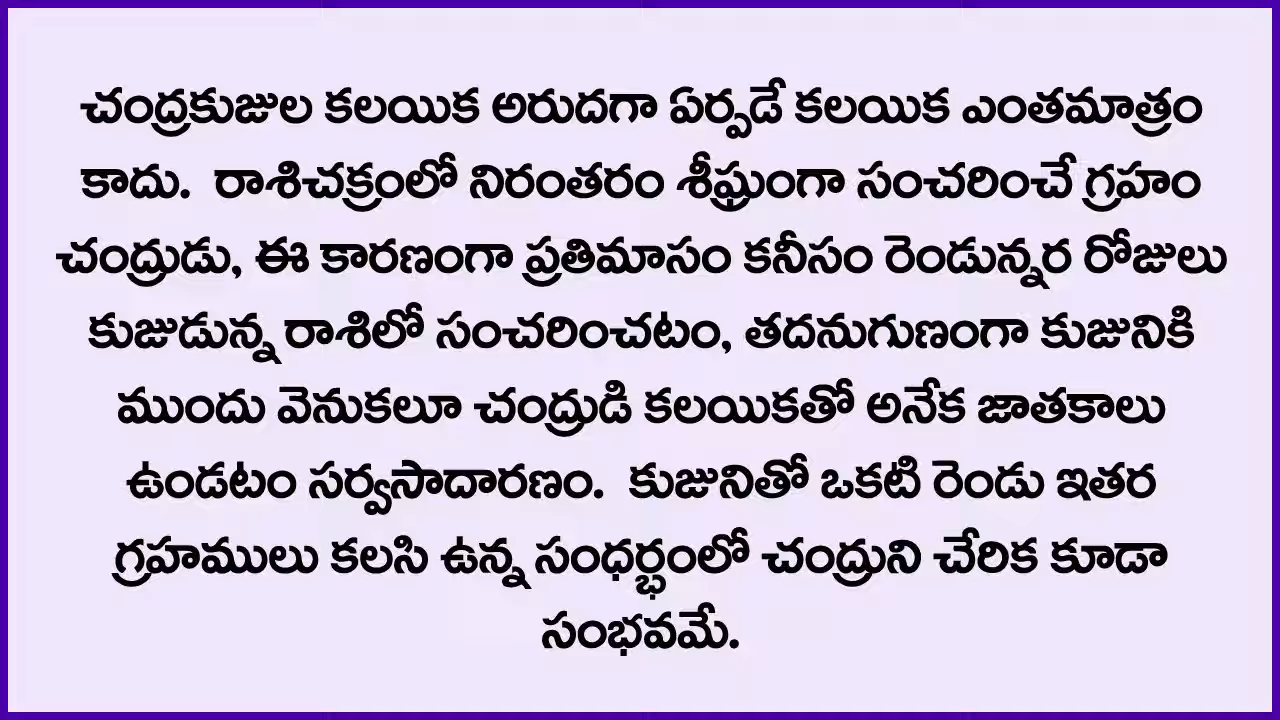 చంద్రకుజుల కలయిక అరుదగా ఏర్పడే కలయిక ఎంతమాత్రం
కాదు.  రాశిచక్రంలో నిరంతరం శీఘ్రంగా సంచరించే గ్రహం
చంద్రుడు, ఈ కారణంగా ప్రతిమాసం కనీసం రెండున్నర రోజులు
కుజుడున్న రాశిలో సంచరించటం, తదనుగుణంగా కుజునికి
ముందు వెనుకలూ చంద్రుడి కలయికతో అనేక జాతకాలు
ఉండటం సర్వసాదారణం.  కుజునితో ఒకటి రెండు ఇతర
గ్రహములు కలసి ఉన్న సంధర్భంలో చంద్రుని చేరిక కూడా
సంభవమే.